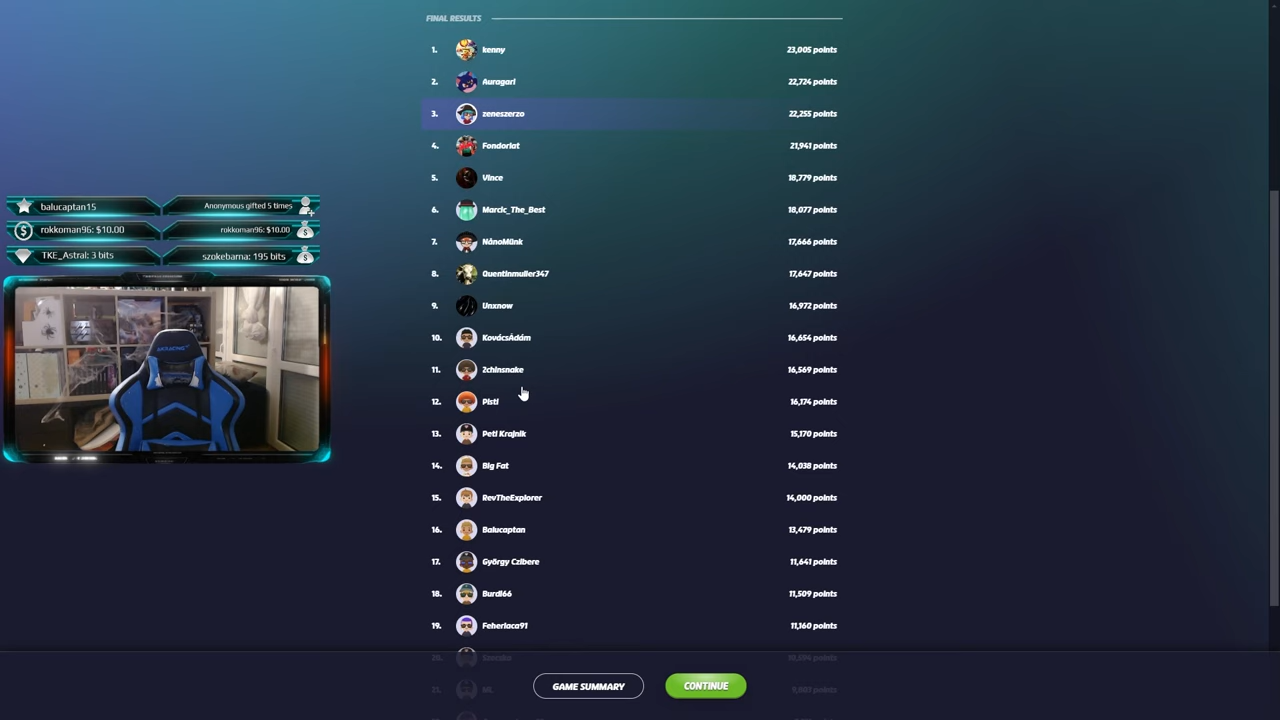 FINAL RESULTS
1. kenny 23,005 points
2. Auragari 22,724 points
3. zeneszerzo 22,255 points
4. Fondorlat 21,941 points
5. Vince 18,779 points
6. Marcic_The_Best 18,077 points
7. NánoMűnk 17,666 points
8. Quentinmuller347 17,647 points
9. Unxnow 16,972 points
10. KovácsÁdám 16,654 points
11. 2chinsnake 16,569 points
12. Pisti 16,174 points
13. Peti Krajnik 15,170 points
14. Big Fat 14,038 points
15. RevTheExplorer 14,000 points
16. Balucaptan 13,479 points
17. György Czibere 11,641 points
18. Burdi66 11,509 points
19. Feherlaca91 11,160 points
20.
21.
balucaptan15 Anonymous gifted 5 times
rokkoman96: $10.00 rokkoman96: $10.00
TKE_Astral: 3 bits szokebarna: 195 bits
GAME SUMMARY CONTINUE